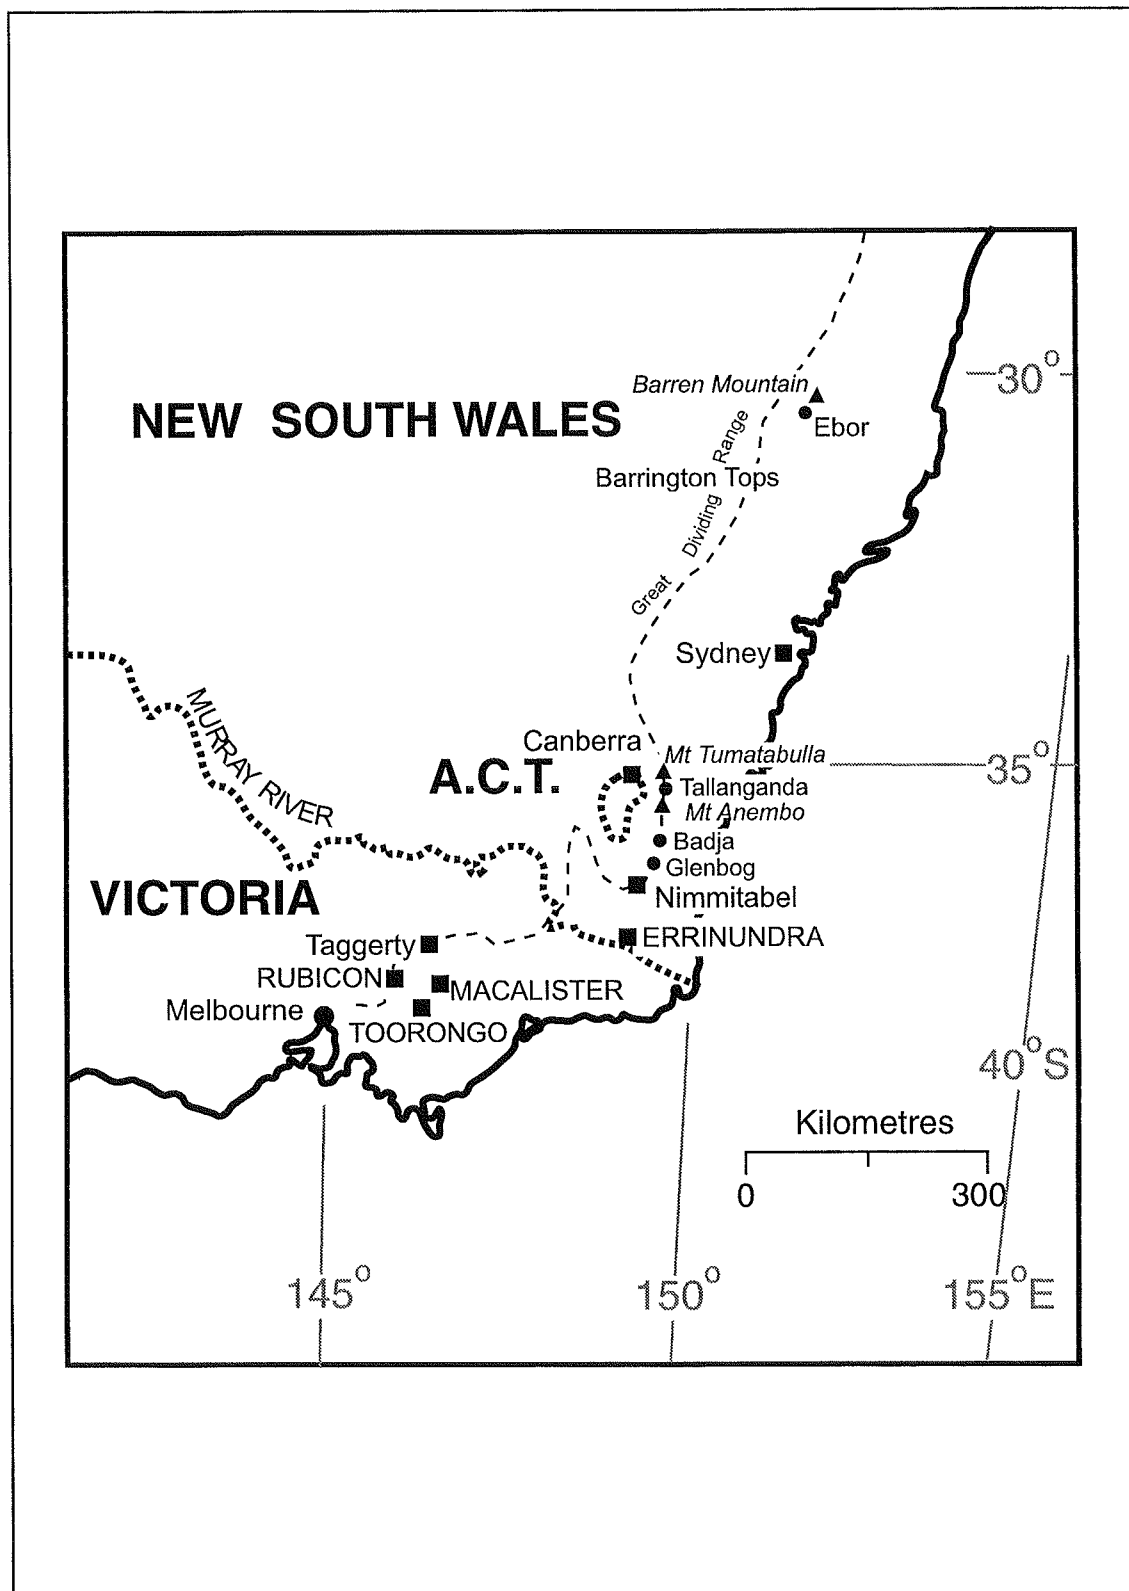 30°
Barren Mountain
NEW SOUTH WALES
Ebor
Great Dividing Range
Barrington Tops
Sydney
MURRAY RIVER
Canberra
Mt Tumatabulla
35°
A.C.T.
Tallanganda
Mt Anembo
Badja
Glenbog
VICTORIA
Nimmitabel
Taggerty
ERRINUNDRA
RUBICON
MACALISTER
Melbourne
TOORONGO
40°S
Kilometres
0 300
145° 150° 155°E